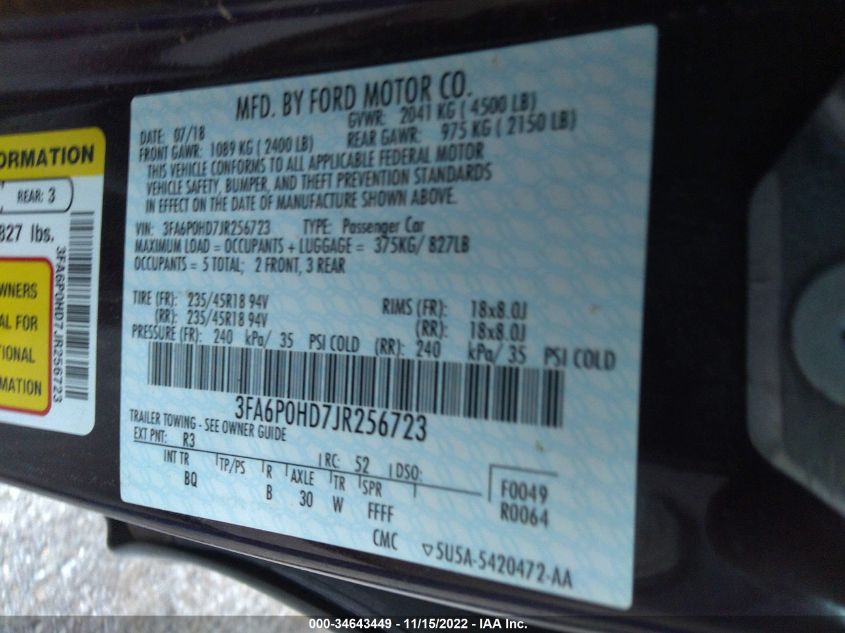 MFD. BY FORD MOTOR CO.
DATE: 07/18 GVWR: 2041 KG ( 4500 LB)
FRONT GAWR: 1089 KG ( 2400 LB) REAR GAWR: 975 KG ( 2150 LB)
THIS VEHICLE CONFORMS TO ALL APPLICABLE FEDERAL MOTOR
VEHICLE SAFETY, BUMPER, AND THEFT PREVENTION STANDARDS
IN EFFECT ON THE DATE OF MANUFACTURE SHOWN ABOVE.
VIN: 3FA6P0HD7JR256723 TYPE: Passenger Car
MAXIMUM LOAD = OCCUPANTS + LUGGAGE = 375KG/ 827LB
OCCUPANTS = 5 TOTAL; 2 FRONT, 3 REAR
TIRE (FR): 235/45R18 94V RIMS (FR): 18x8.0J
(RR): 235/45R18 94V (RR): 18x8.0J
PRESSURE (FR): 240 kPa/ 35 PSI COLD (RR): 240 kPa/ 35 PSI COLD
3FA6P0HD7JR256723
TRAILER TOWING - SEE OWNER GUIDE
EXT PNT: R3 RC: 52 DSO:
INT TR TP/PS R AXLE TR SPR F0049
BQ B 30 W FFFF R0064
CMC ▽5U5A-5420472-AA
ORMATION
REAR: 3
827 lbs.
3FA6P0HD7JR256723
WNERS
AL FOR
TIONAL
MATION
000-34643449 - 11/15/2022 - IAA Inc.